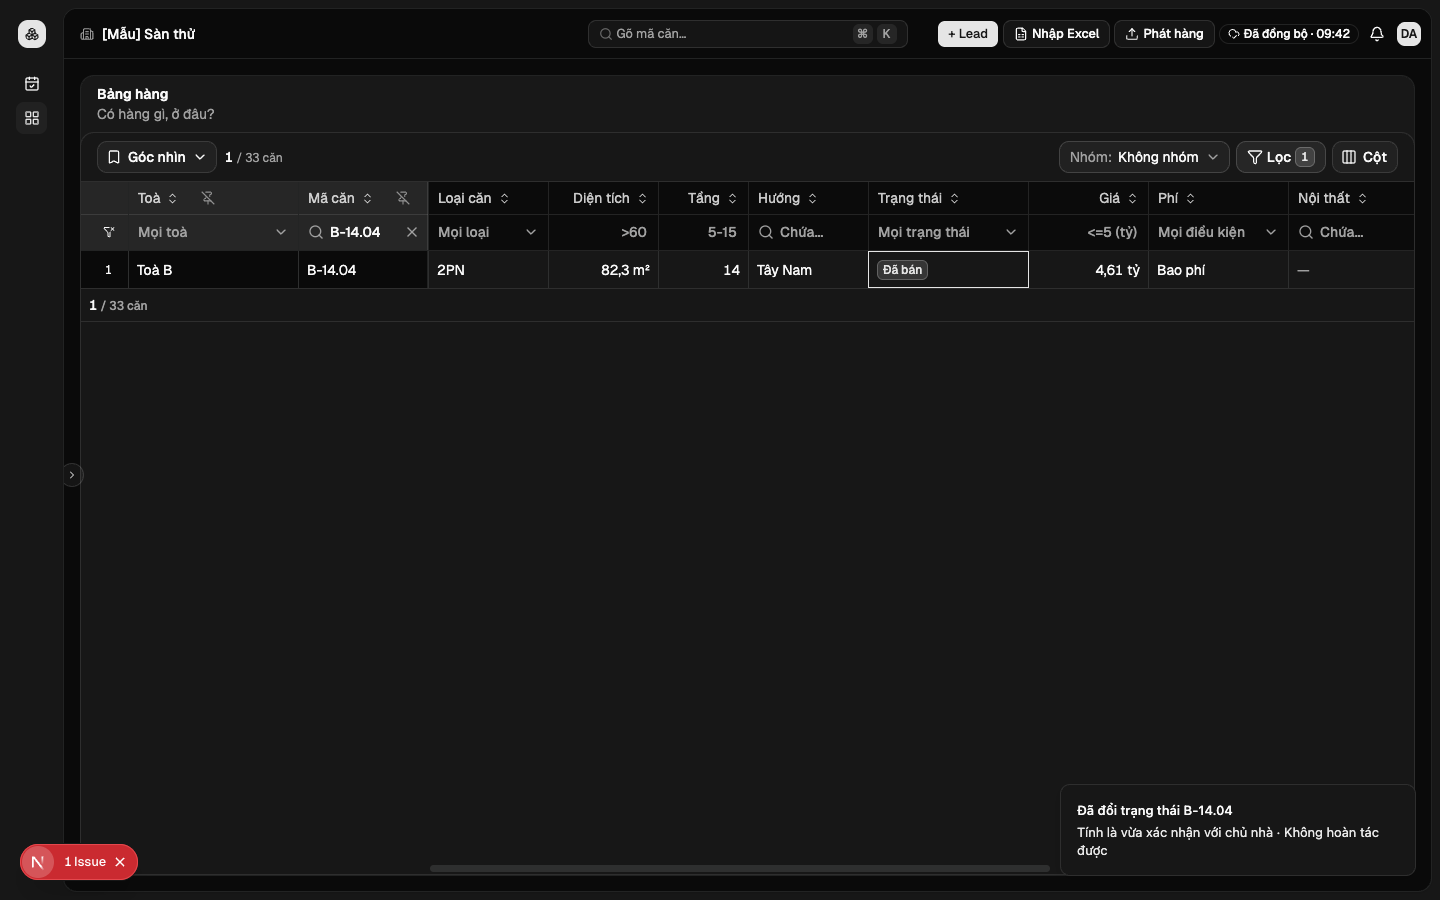 [Mẫu] Sàn thử
Gõ mã căn...
⌘ K
+ Lead
Nhập Excel
Phát hàng
Đã đồng bộ · 09:42
DA
Bảng hàng
Có hàng gì, ở đâu?
Góc nhìn
1 / 33 căn
Nhóm: Không nhóm
Lọc 1
Cột
Toà
Mã căn
Loại căn
Diện tích
Tầng
Hướng
Trạng thái
Giá
Phí
Nội thất
Mọi toà
B-14.04
Mọi loại
>60
5-15
Chứa...
Mọi trạng thái
<=5 (tỷ)
Mọi điều kiện
Chứa...
1
Toà B
B-14.04
2PN
82,3 m²
14
Tây Nam
Đã bán
4,61 tỷ
Bao phí
—
1 / 33 căn
Đã đổi trạng thái B-14.04
Tính là vừa xác nhận với chủ nhà · Không hoàn tác
được
N
1 Issue